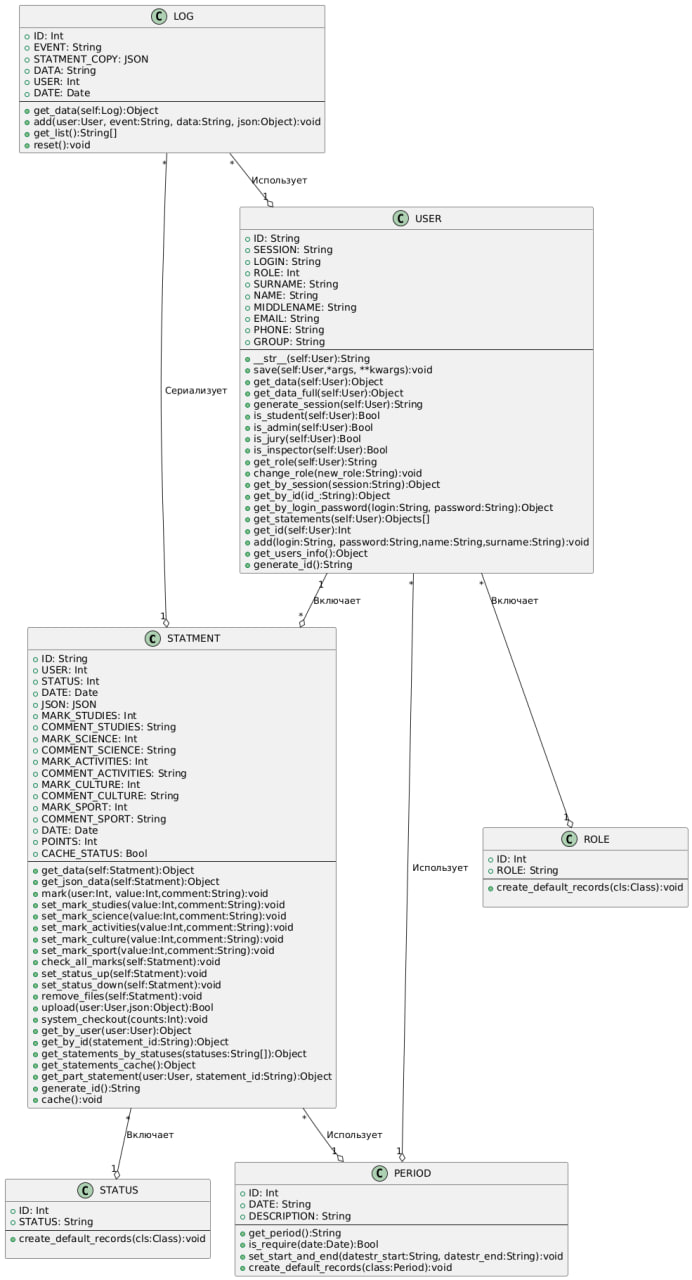 C LOG
ID: Int
EVENT: String
STATMENT_COPY: JSON
DATA: String
USER: Int
DATE: Date
get_data(self:Log):Object
add(user:User, event:String, data:String, json:Object):void
get_list():String[]
reset():void
* *
Использует
1
C USER
ID: String
SESSION: String
LOGIN: String
ROLE: Int
SURNAME: String
NAME: String
MIDDLENAME: String
EMAIL: String
PHONE: String
GROUP: String
__str__(self:User):String
save(self:User,*args, **kwargs):void
get_data(self:User):Object
get_data_full(self:User):Object
generate_session(self:User):String
is_student(self:User):Bool
is_admin(self:User):Bool
is_jury(self:User):Bool
is_inspector(self:User):Bool
get_role(self:User):String
change_role(new_role:String):void
get_by_session(session:String):Object
get_by_id(id_:String):Object
get_by_login_password(login:String, password:String):Object
get_statements(self:User):Objects[]
get_id(self:User):Int
add(login:String, password:String,name:String,surname:String):void
get_users_info():Object
generate_id():String
Сериализует
1 * *
Включает Включает
1 *
C STATMENT
ID: String
USER: Int
STATUS: Int
DATE: Date
JSON: JSON
MARK_STUDIES: Int
COMMENT_STUDIES: String
MARK_SCIENCE: Int
COMMENT_SCIENCE: String
MARK_ACTIVITIES: Int
COMMENT_ACTIVITIES: String
MARK_CULTURE: Int
COMMENT_CULTURE: String
MARK_SPORT: Int
COMMENT_SPORT: String
DATE: Date
POINTS: Int
CACHE_STATUS: Bool
get_data(self:Statment):Object
get_json_data(self:Statment):Object
mark(user:Int, value:Int,comment:String):void
set_mark_studies(value:Int,comment:String):void
set_mark_science(value:Int,comment:String):void
set_mark_activities(value:Int,comment:String):void
set_mark_culture(value:Int,comment:String):void
set_mark_sport(value:Int,comment:String):void
check_all_marks(self:Statment):void
set_status_up(self:Statment):void
set_status_down(self:Statment):void
remove_files(self:Statment):void
upload(user:User,json:Object):Bool
system_checkout(counts:Int):void
get_by_user(user:User):Object
get_by_id(statement_id:String):Object
get_statements_by_statuses(statuses:String[]):Object
get_statements_cache():Object
get_part_statement(user:User, statement_id:String):Object
generate_id():String
cache():void
Использует
1
C ROLE
ID: Int
ROLE: String
create_default_records(cls:Class):void
* *
Включает Использует
1 1 1
C STATUS
ID: Int
STATUS: String
create_default_records(cls:Class):void
C PERIOD
ID: Int
DATE: String
DESCRIPTION: String
get_period():String
is_require(date:Date):Bool
set_start_and_end(datestr_start:String, datestr_end:String):void
create_default_records(class:Period):void